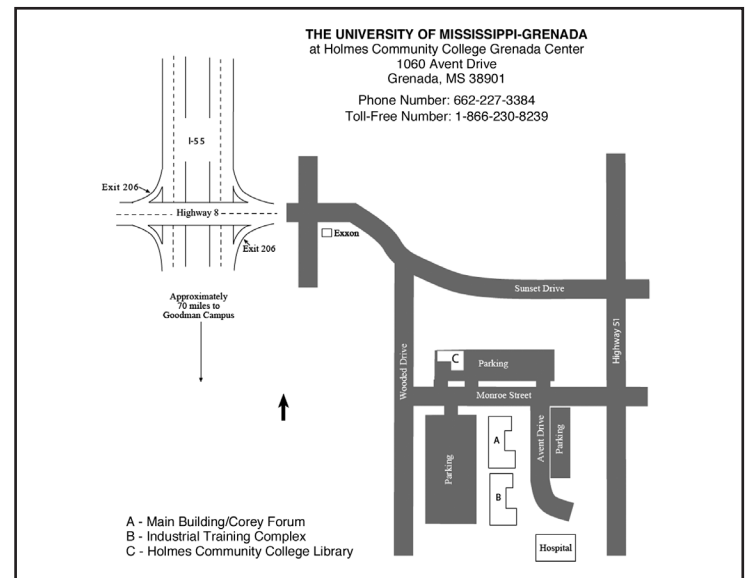 THE UNIVERSITY OF MISSISSIPPI-GRENADA
at Holmes Community College Grenada Center
1060 Avent Drive
Grenada, MS 38901
Phone Number: 662-227-3384
Toll-Free Number: 1-866-230-8239
I-55
Exit 206
Highway 8
Exxon
Exit 206
Sunset Drive
Approximately
70 miles to
Goodman Campus
Highway 51
Wooded Drive
C
Parking
Monroe Street
A
Avent Drive
Parking
Parking
B
A - Main Building/Corey Forum
B - Industrial Training Complex
C - Holmes Community College Library
Hospital